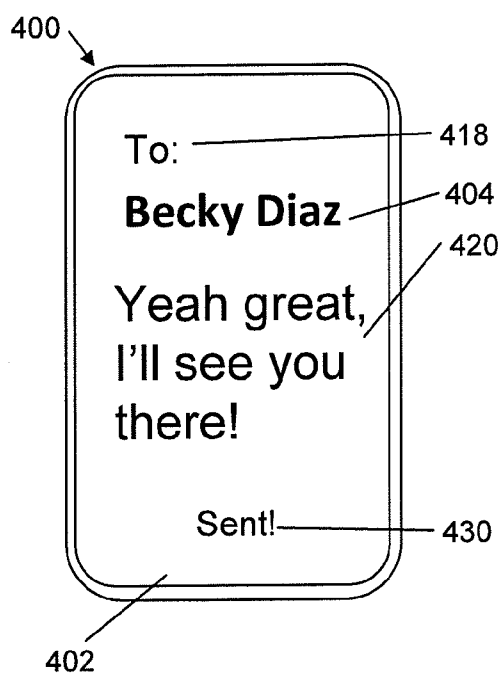 400
To:
418
Becky Diaz
404
420
Yeah great,
I'll see you
there!
Sent!
430
402